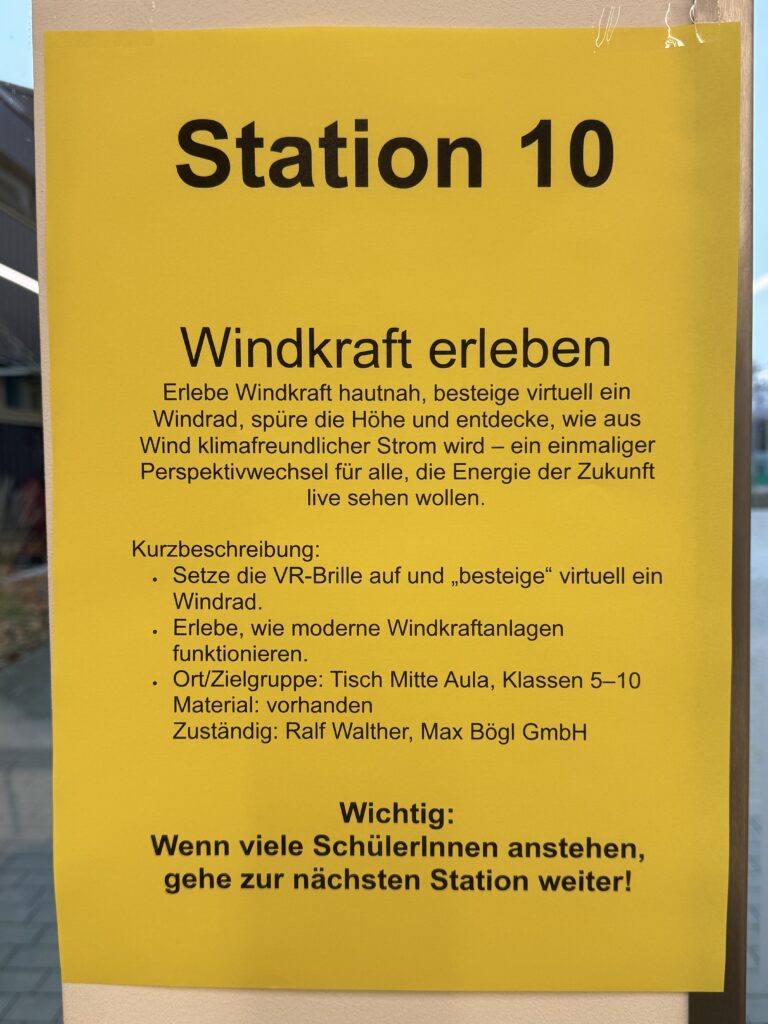 Station 10
Windkraft erleben
Erlebe Windkraft hautnah, besteige virtuell ein
Windrad, spüre die Höhe und entdecke, wie aus
Wind klimafreundlicher Strom wird – ein einmaliger
Perspektivwechsel für alle, die Energie der Zukunft
live sehen wollen.
Kurzbeschreibung:
• Setze die VR-Brille auf und „besteige“ virtuell ein
Windrad.
• Erlebe, wie moderne Windkraftanlagen
funktionieren.
• Ort/Zielgruppe: Tisch Mitte Aula, Klassen 5–10
Material: vorhanden
Zuständig: Ralf Walther, Max Bögl GmbH
Wichtig:
Wenn viele SchülerInnen anstehen,
gehe zur nächsten Station weiter!